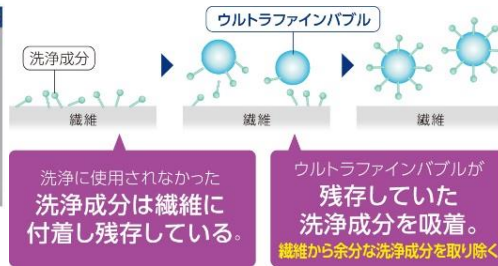 ウルトラファインバブル
洗浄成分
繊維
繊維
繊維
洗浄に使用されなかった
洗浄成分は繊維に
付着し残存している。
ウルトラファインバブルが
残存していた
洗浄成分を吸着。
繊維から余分な洗浄成分を取り除く